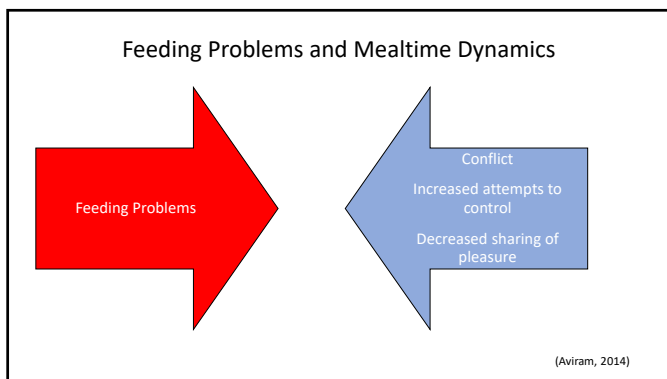 Feeding Problems and Mealtime Dynamics
Feeding Problems
Conflict
Increased attempts to
control
Decreased sharing of
pleasure
(Aviram, 2014)